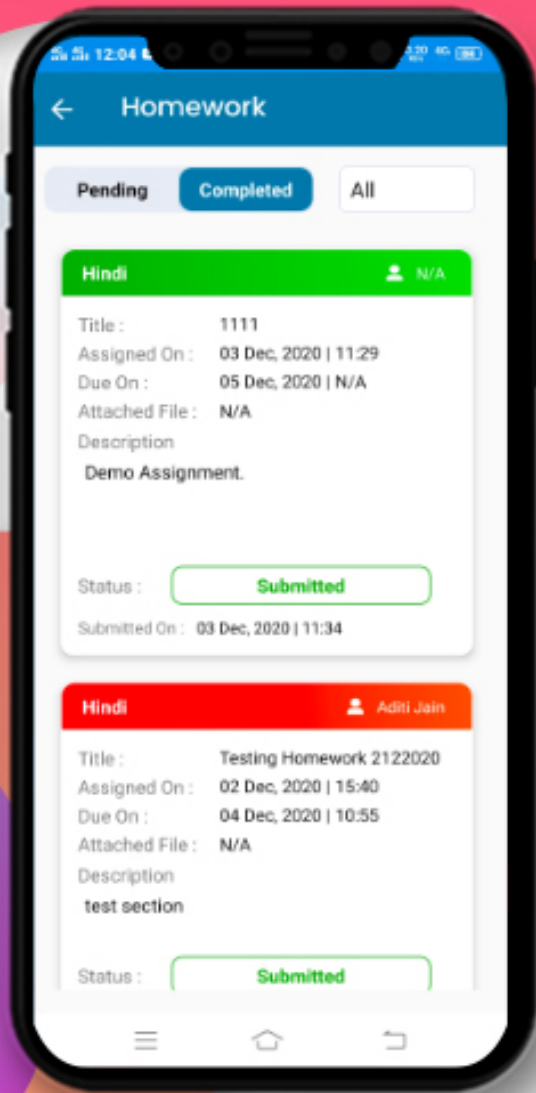 12:04
Homework
Pending Completed All
Hindi N/A
Title : 1111
Assigned On : 03 Dec, 2020 | 11:29
Due On : 05 Dec, 2020 | N/A
Attached File : N/A
Description
Demo Assignment.
Status : Submitted
Submitted On : 03 Dec, 2020 | 11:34
Hindi Aditi Jain
Title : Testing Homework 2122020
Assigned On : 02 Dec, 2020 | 15:40
Due On : 04 Dec, 2020 | 10:55
Attached File : N/A
Description
test section
Status : Submitted